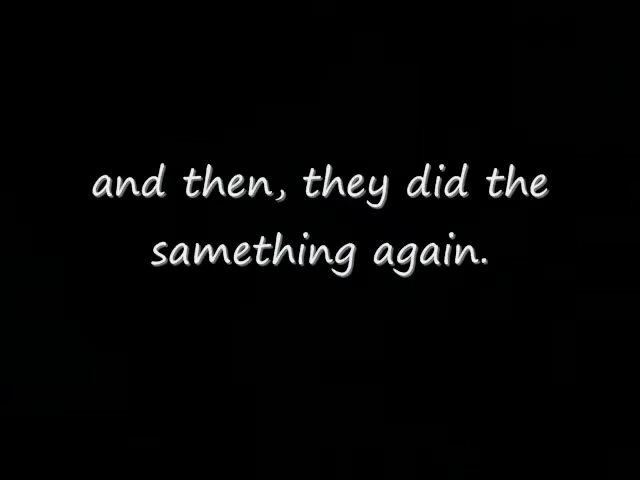 and then, they did the
samething again.